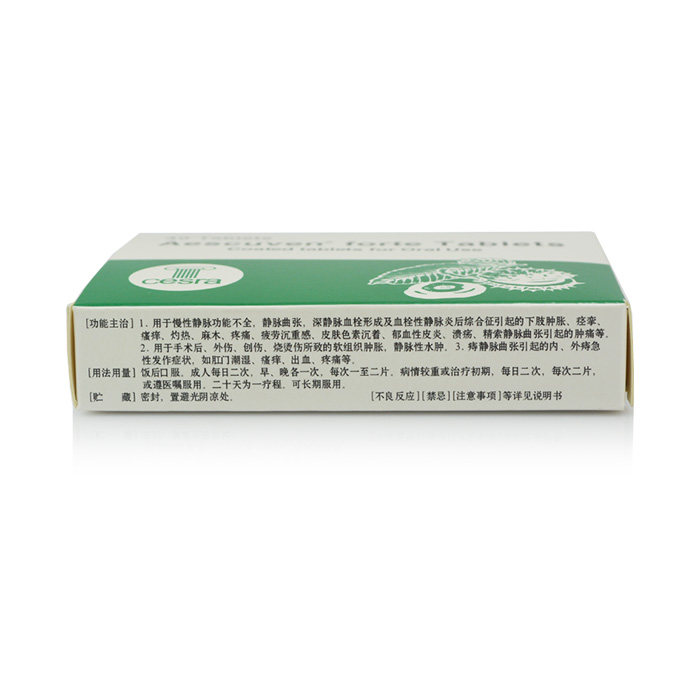 40 Tablets
Aescuven® forte Tablets
Coated tablets for Oral Use
cesra
[功能主治] 1. 用于慢性静脉功能不全，静脉曲张，深静脉血栓形成及血栓性静脉炎后综合征引起的下肢肿胀、痉挛、
瘙痒、灼热、麻木、疼痛、疲劳沉重感、皮肤色素沉着、郁血性皮炎、溃疡、精索静脉曲张引起的肿痛等。
2. 用于手术后、外伤、创伤、烧烫伤所致的软组织肿胀，静脉性水肿。3. 痔静脉曲张引起的内、外痔急
性发作症状，如肛门潮湿、瘙痒、出血、疼痛等。
[用法用量] 饭后口服。成人每日二次，早、晚各一次，每次一至二片，病情较重或治疗初期，每日二次，每次二片，
或遵医嘱服用，二十天为一疗程。可长期服用。
[贮 藏] 密封，置避光阴凉处。 [不良反应] [禁忌] [注意事项] 等详见说明书